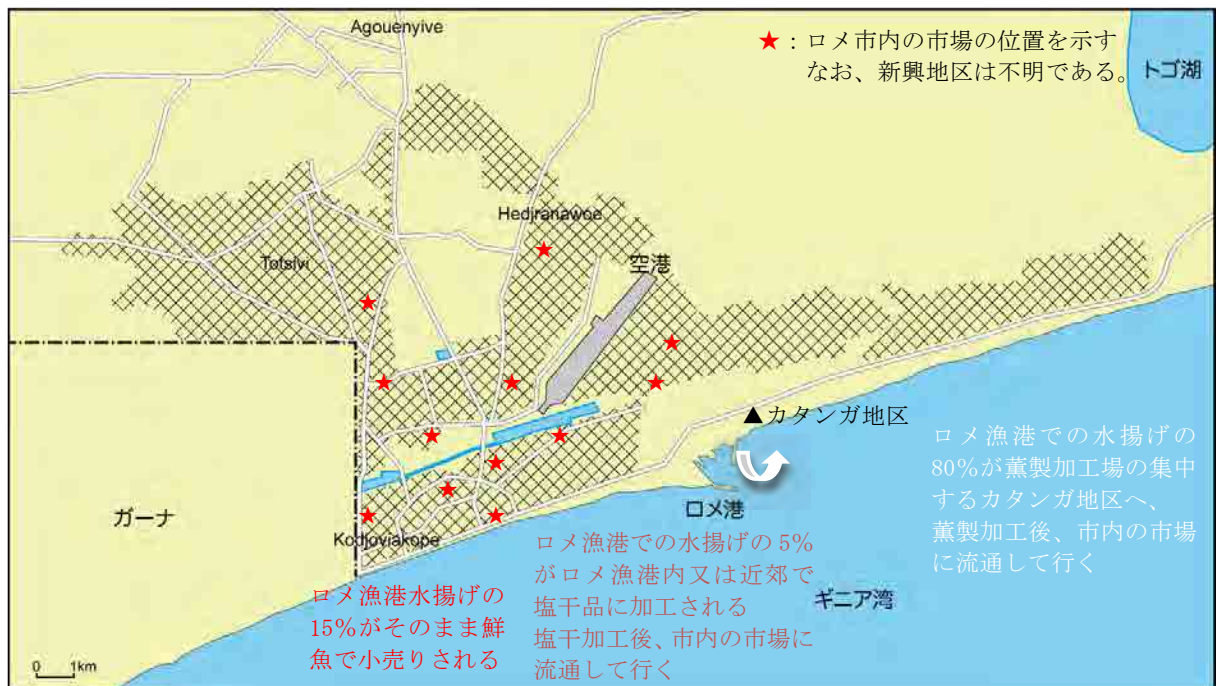 Agouenyive
★：ロメ市内の市場の位置を示す
なお、新興地区は不明である。
トゴ湖
Hedjranawoe
空港
Totsivi
▲カタンガ地区
ロメ漁港での水揚げの
80％が薫製加工場の集中
するカタンガ地区へ、
薫製加工後、市内の市場
に流通して行く
ガーナ
ロメ港
Kodjoviakope
ロメ漁港での水揚げの 5％
がロメ漁港内又は近郊で
塩干品に加工される
塩干加工後、市内の市場に
流通して行く
ロメ漁港水揚げの
15％がそのまま鮮
魚で小売りされる
ギニア湾
0 1km